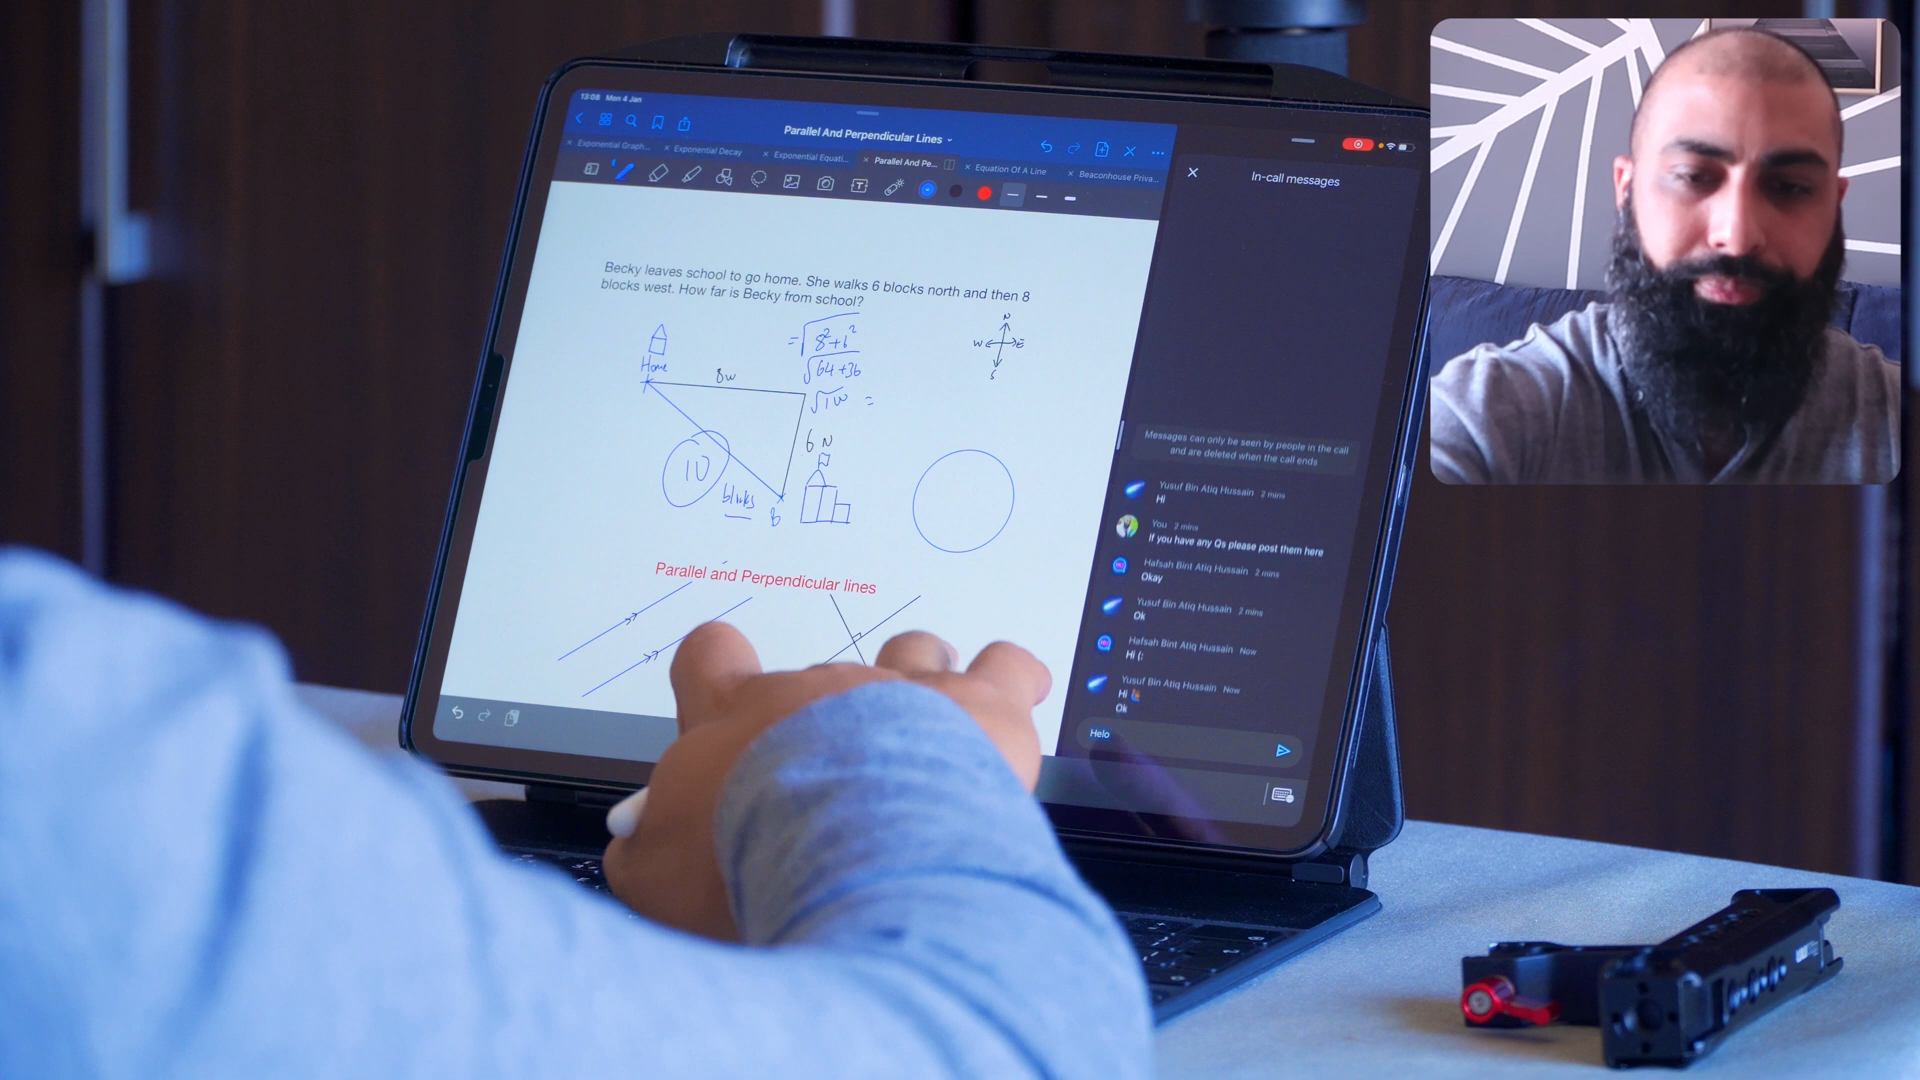 13:08 Mon 4 Jan
Parallel And Perpendicular Lines
Exponential Graph...
Exponential Decay
Exponential Equati...
Parallel And Pe...
Equation Of A Line
Beaconhouse Priva...
Becky leaves school to go home. She walks 6 blocks north and then 8
blocks west. How far is Becky from school?
= √8²+6²
√64+36
√100 =
Home
8w
6 N
10
blocks
B
N
W E
S
Parallel and Perpendicular lines
In-call messages
Messages can only be seen by people in the call
and are deleted when the call ends
Yusuf Bin Atiq Hussain 2 mins
Hi
You 2 mins
If you have any Qs please post them here
Hafsah Bint Atiq Hussain 2 mins
Okay
Yusuf Bin Atiq Hussain 2 mins
Ok
Hafsah Bint Atiq Hussain Now
Hi (:
Yusuf Bin Atiq Hussain Now
Hi
Ok
Helo